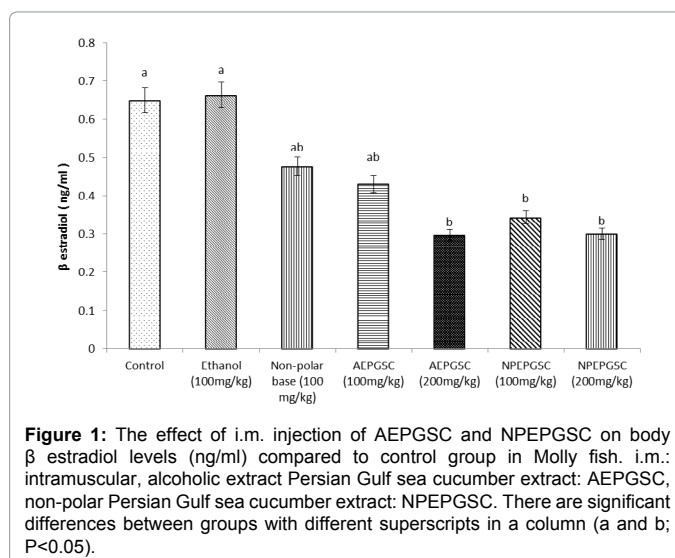 0.8
0.7
0.6
0.5
0.4
0.3
0.2
0.1
0
β estradiol ( ng/ml)
a
a
ab
ab
b
b
b
Control
Ethanol
(100mg/kg)
Non-polar
base (100
mg/kg)
AEPGSC
(100mg/kg)
AEPGSC
(200mg/kg)
NPEPGSC
(100mg/kg)
NPEPGSC
(200mg/kg)
Figure 1: The effect of i.m. injection of AEPGSC and NPEPGSC on body
β estradiol levels (ng/ml) compared to control group in Molly fish. i.m.:
intramuscular, alcoholic extract Persian Gulf sea cucumber extract: AEPGSC,
non-polar Persian Gulf sea cucumber extract: NPEPGSC. There are significant
differences between groups with different superscripts in a column (a and b;
P<0.05).